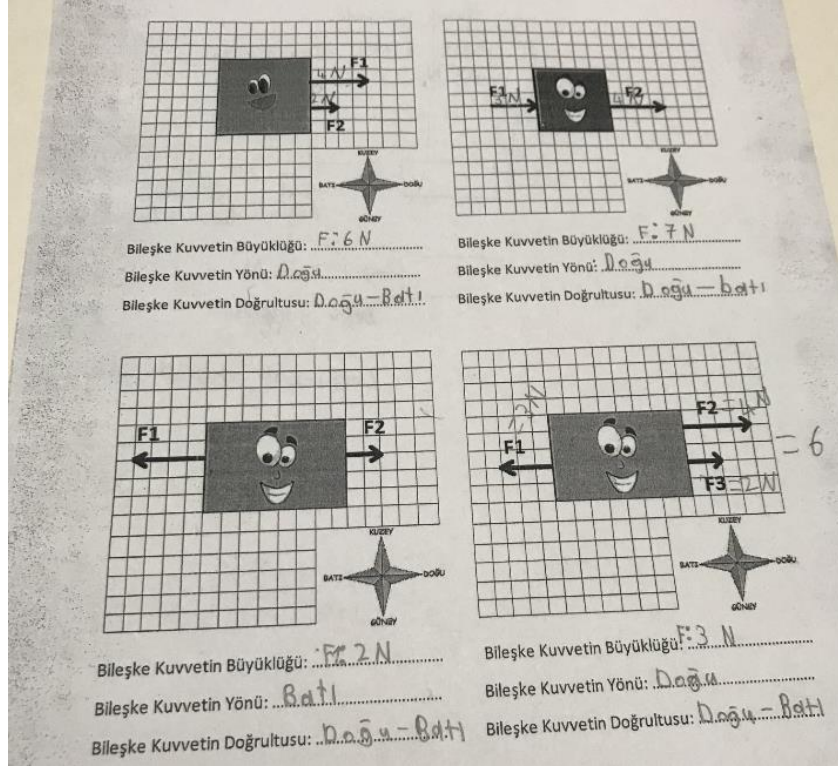 4N F1
2N
F2
KUZEY
BATI DOĞU
GÜNEY
Bileşke Kuvvetin Büyüklüğü: F:6 N
Bileşke Kuvvetin Yönü: Doğu
Bileşke Kuvvetin Doğrultusu: Doğu-Batı
F1 F2
3N 4N
KUZEY
BATI DOĞU
GÜNEY
Bileşke Kuvvetin Büyüklüğü: F:7 N
Bileşke Kuvvetin Yönü: Doğu
Bileşke Kuvvetin Doğrultusu: Doğu-batı
F1 F2
KUZEY
BATI DOĞU
GÜNEY
Bileşke Kuvvetin Büyüklüğü: 2 N
Bileşke Kuvvetin Yönü: Batı
Bileşke Kuvvetin Doğrultusu: Doğu-Batı
F2=4N
F1
F3=2N
=6
KUZEY
BATI DOĞU
GÜNEY
Bileşke Kuvvetin Büyüklüğü: F:3 N
Bileşke Kuvvetin Yönü: Doğu
Bileşke Kuvvetin Doğrultusu: Doğu-Batı